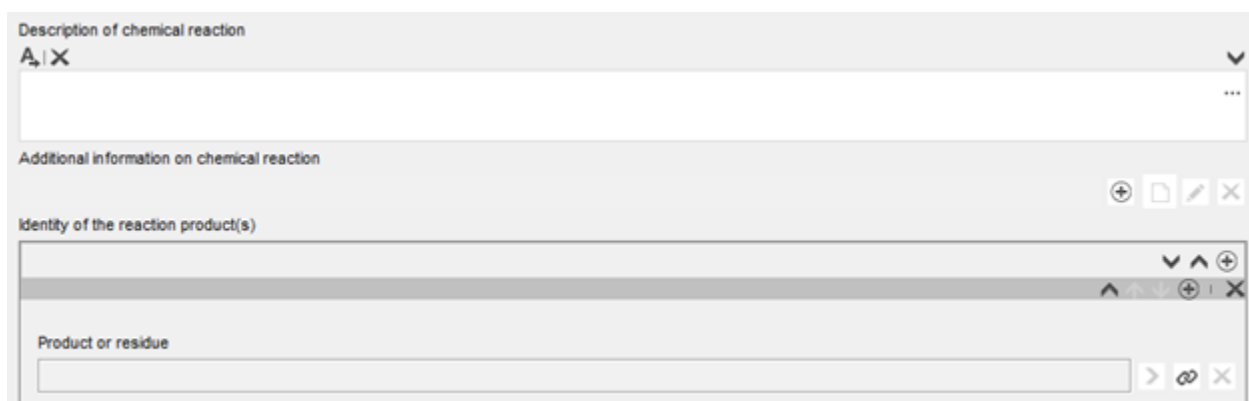 Description of chemical reaction
A
...
Additional information on chemical reaction
Identity of the reaction product(s)
Product or residue